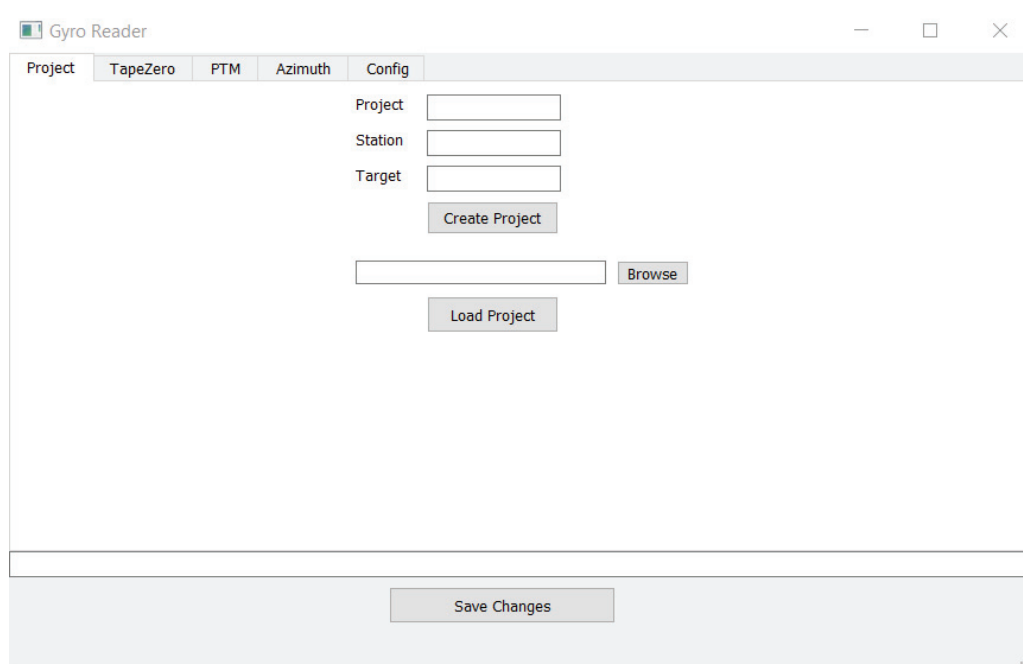 Gyro Reader
Project TapeZero PTM Azimuth Config
Project
Station
Target
Create Project
Browse
Load Project
Save Changes